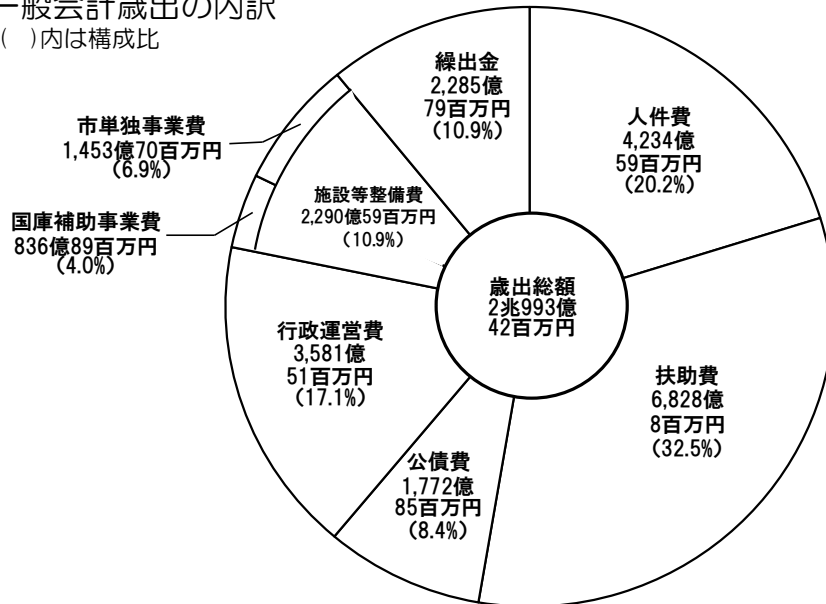 一般会計歳出の内訳
( )内は構成比
繰出金
2,285億
79百万円
(10.9%)
人件費
4,234億
59百万円
(20.2%)
市単独事業費
1,453億70百万円
(6.9%)
施設等整備費
2,290億59百万円
(10.9%)
国庫補助事業費
836億89百万円
(4.0%)
歳出総額
2兆993億
42百万円
行政運営費
3,581億
51百万円
(17.1%)
扶助費
6,828億
8百万円
(32.5%)
公債費
1,772億
85百万円
(8.4%)